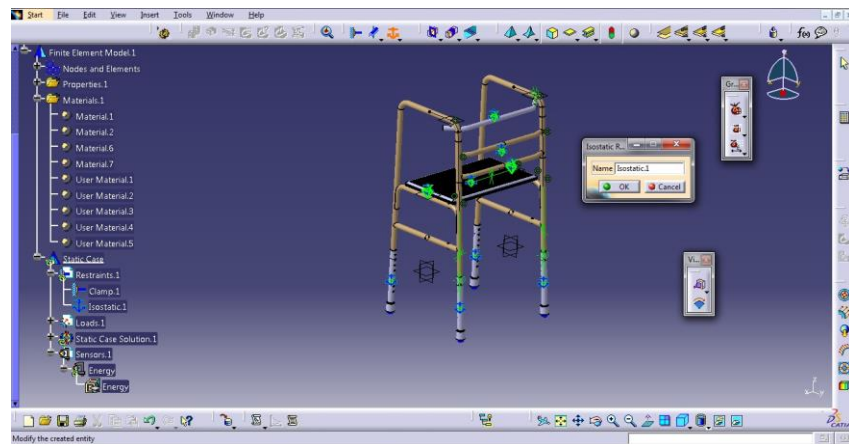 Start File Edit View Insert Tools Window Help
Finite Element Model.1
Nodes and Elements
Properties.1
Materials.1
Material.1
Material.2
Material.6
Material.7
User Material.1
User Material.2
User Material.3
User Material.4
User Material.5
Static Case
Restraints.1
Clamp.1
Isostatic.1
Loads.1
Static Case Solution.1
Sensors.1
Energy
Energy
Gr...
Isostatic R...
Name Isostatic.1
OK Cancel
Vi...
f(x)
CATIA
Modify the created entity